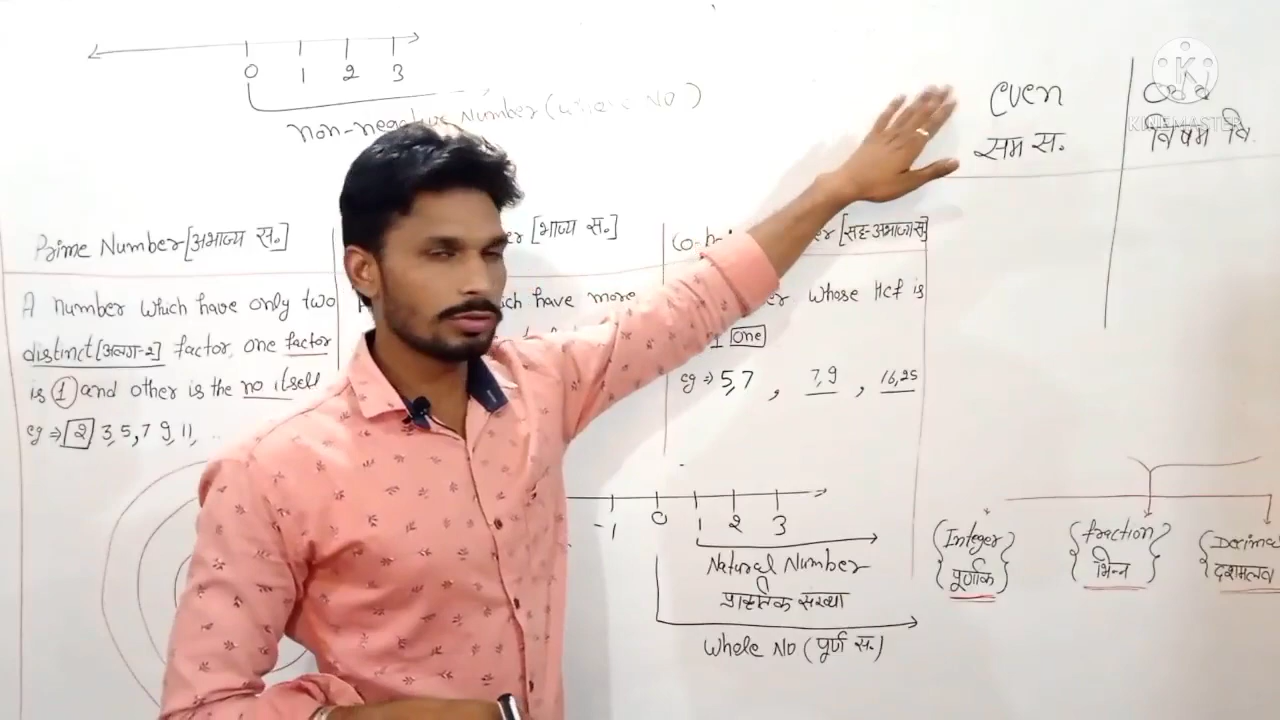 0 1 2 3
non-negative Number ( NO )
even
सम स.
विषम वि.
KINEMASTER
Prime Number [अभाज्य स.]
[भाज्य स.]
[सह-अभाज्य स.]
A number which have only two
distinct [अलग-२] factor, one factor
is 1 and other is the no itself
eg ⇒ 2 3, 5, 7 9, 11, ..
have more
whose Hcf is
1 One
eg ⇒ 5, 7 , 7, 9 , 16, 25
-1 0 1 2 3
Natural Number
प्राकृतिक संख्या
Whole NO (पूर्ण स.)
{Integer
पूर्णांक}
{fraction
भिन्न}
{Decimal
दशमलव